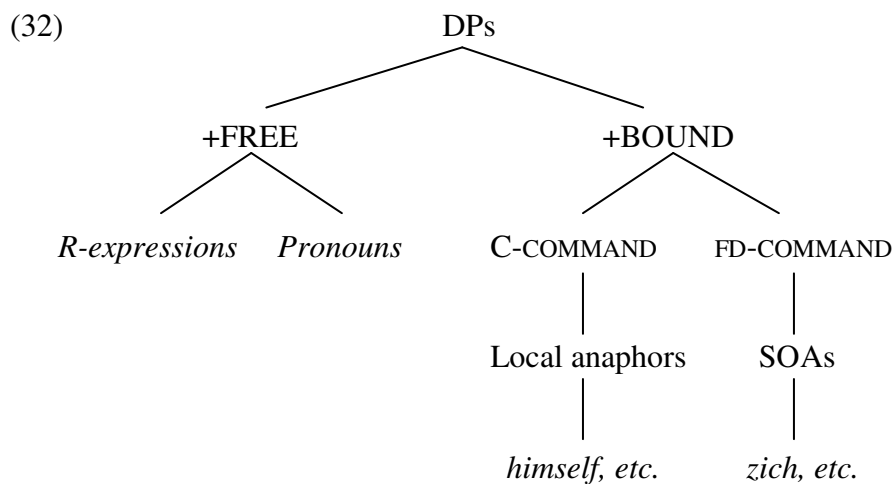 (32) DPs
+FREE +BOUND
R-expressions Pronouns C-COMMAND FD-COMMAND
Local anaphors SOAs
himself, etc. zich, etc.